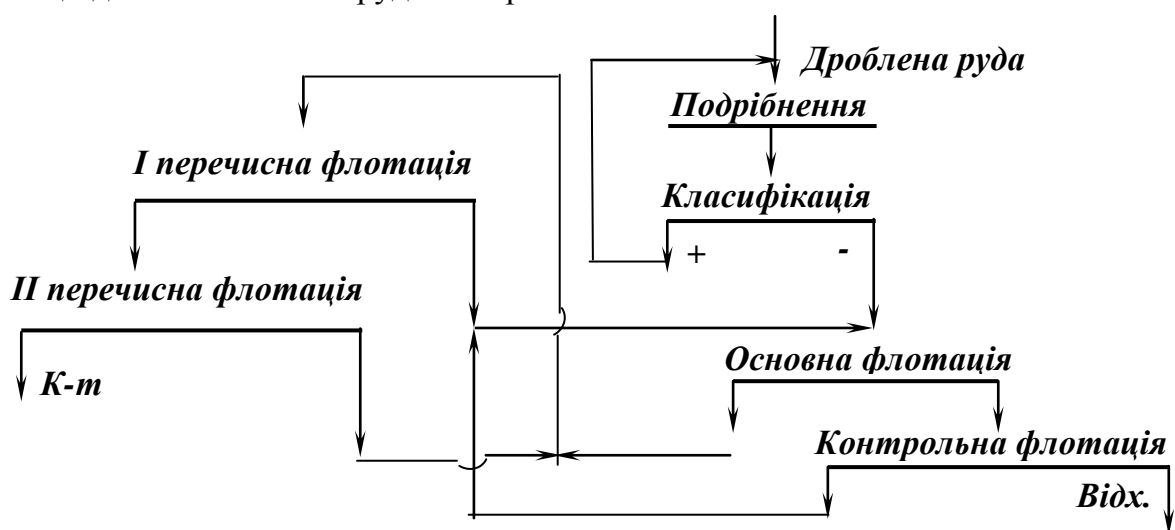 Дроблена руда
Подрібнення
Класифікація
+ -
І перечисна флотація
ІІ перечисна флотація
К-т
Основна флотація
Контрольна флотація
Відх.